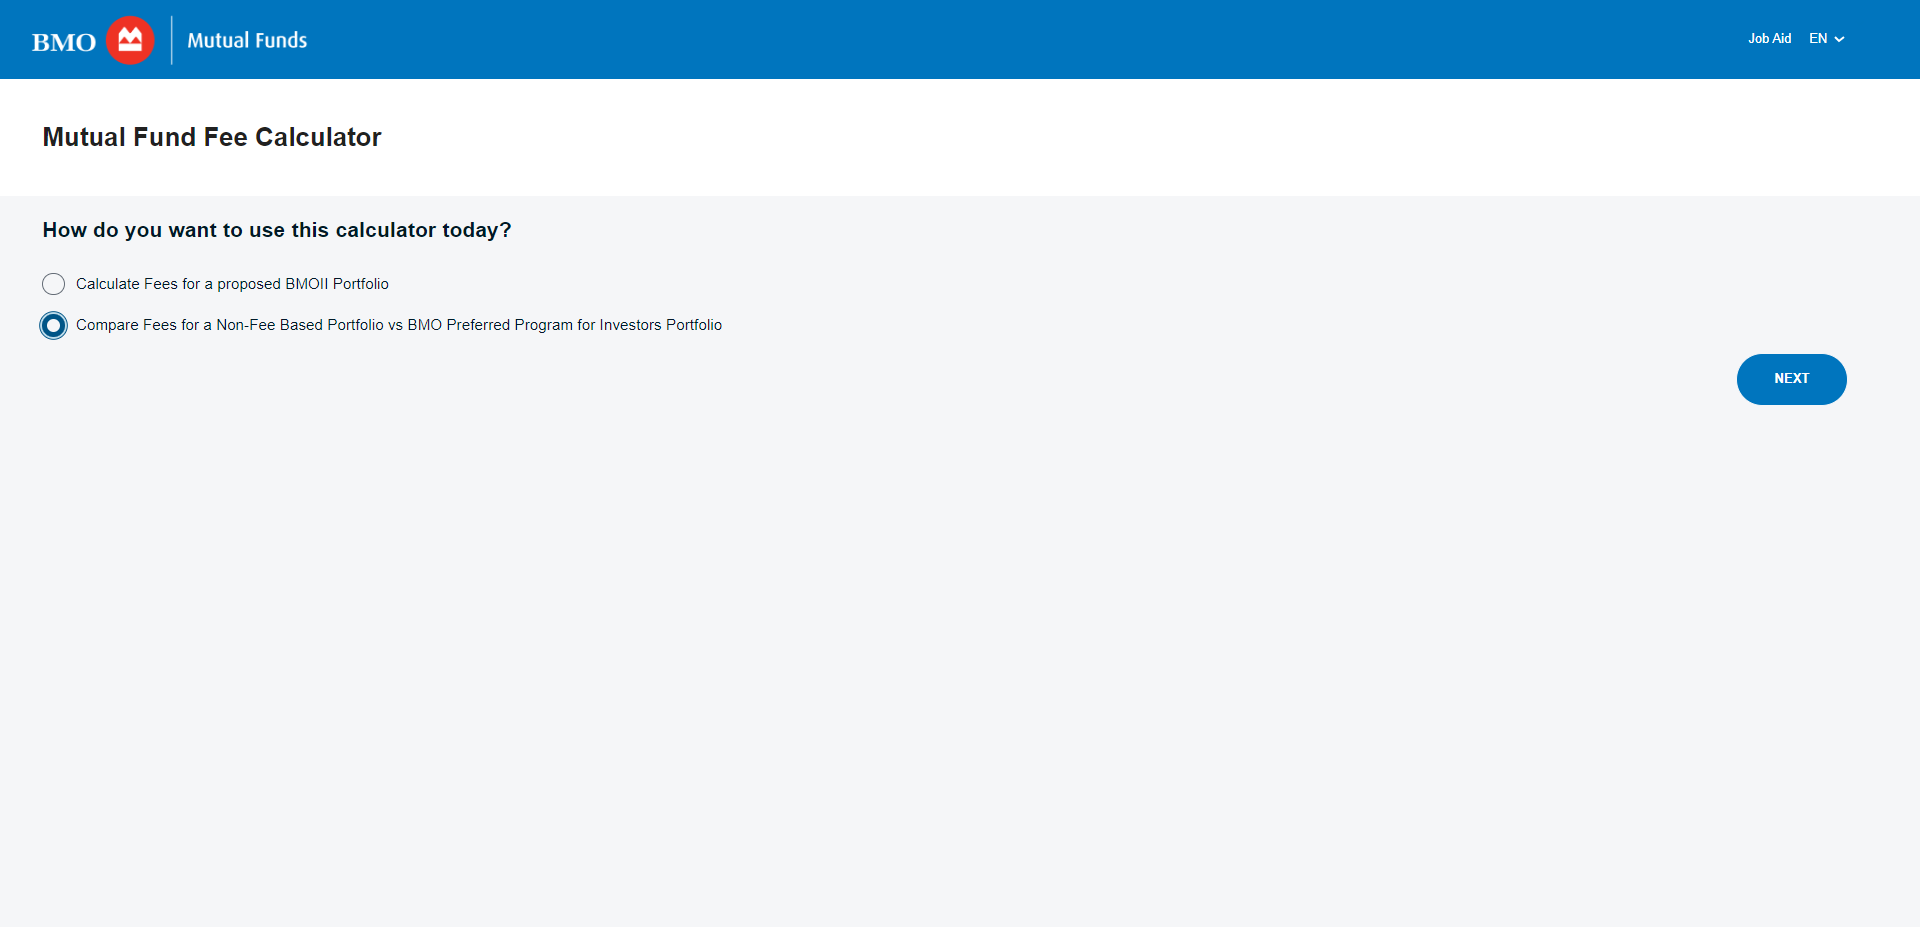 BMO Mutual Funds
Job Aid EN
Mutual Fund Fee Calculator
How do you want to use this calculator today?
Calculate Fees for a proposed BMOII Portfolio
Compare Fees for a Non-Fee Based Portfolio vs BMO Preferred Program for Investors Portfolio
NEXT